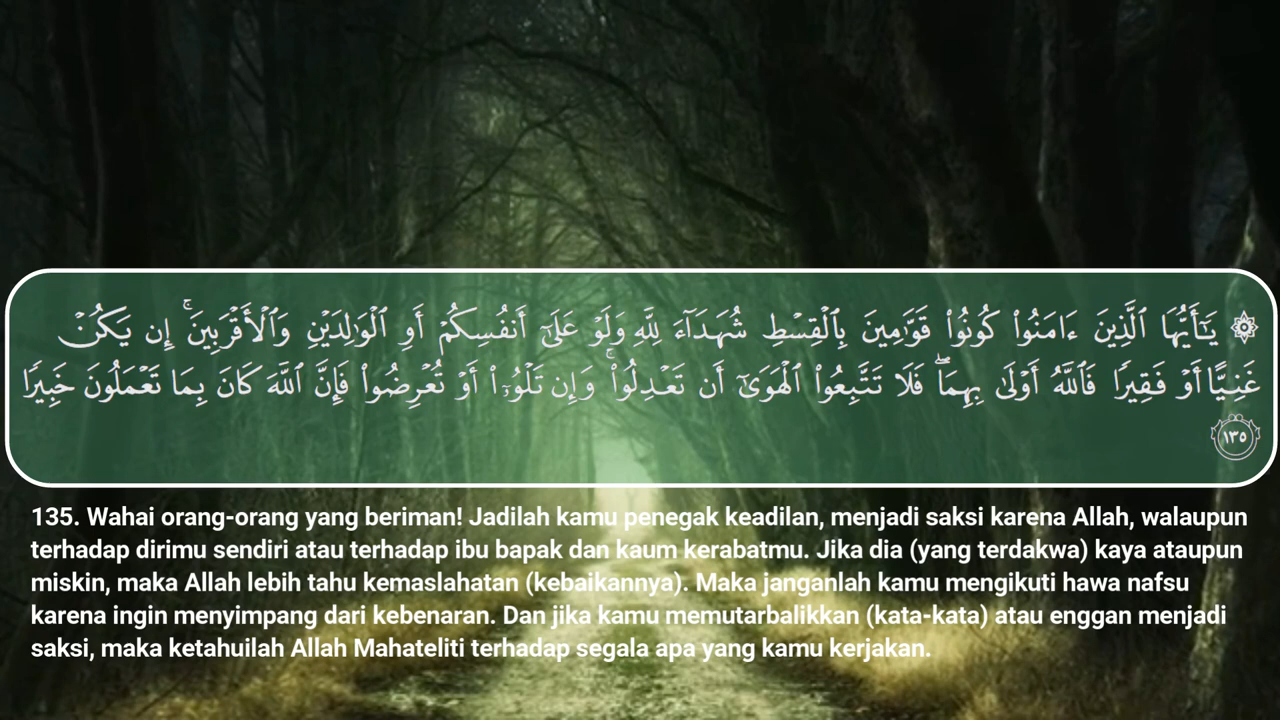 ۞ يَـٰٓأَيُّهَا ٱلَّذِينَ ءَامَنُوا۟ كُونُوا۟ قَوَّٰمِينَ بِٱلْقِسْطِ شُهَدَآءَ لِلَّهِ وَلَوْ عَلَىٰٓ أَنفُسِكُمْ أَوِ ٱلْوَٰلِدَيْنِ وَٱلْأَقْرَبِينَ ۚ إِن يَكُنْ
غَنِيًّا أَوْ فَقِيرًا فَٱللَّهُ أَوْلَىٰ بِهِمَا ۖ فَلَا تَتَّبِعُوا۟ ٱلْهَوَىٰٓ أَن تَعْدِلُوا۟ ۚ وَإِن تَلْوُۥٓا۟ أَوْ تُعْرِضُوا۟ فَإِنَّ ٱللَّهَ كَانَ بِمَا تَعْمَلُونَ خَبِيرًا
١٣٥
135. Wahai orang-orang yang beriman! Jadilah kamu penegak keadilan, menjadi saksi karena Allah, walaupun
terhadap dirimu sendiri atau terhadap ibu bapak dan kaum kerabatmu. Jika dia (yang terdakwa) kaya ataupun
miskin, maka Allah lebih tahu kemaslahatan (kebaikannya). Maka janganlah kamu mengikuti hawa nafsu
karena ingin menyimpang dari kebenaran. Dan jika kamu memutarbalikkan (kata-kata) atau enggan menjadi
saksi, maka ketahuilah Allah Mahateliti terhadap segala apa yang kamu kerjakan.